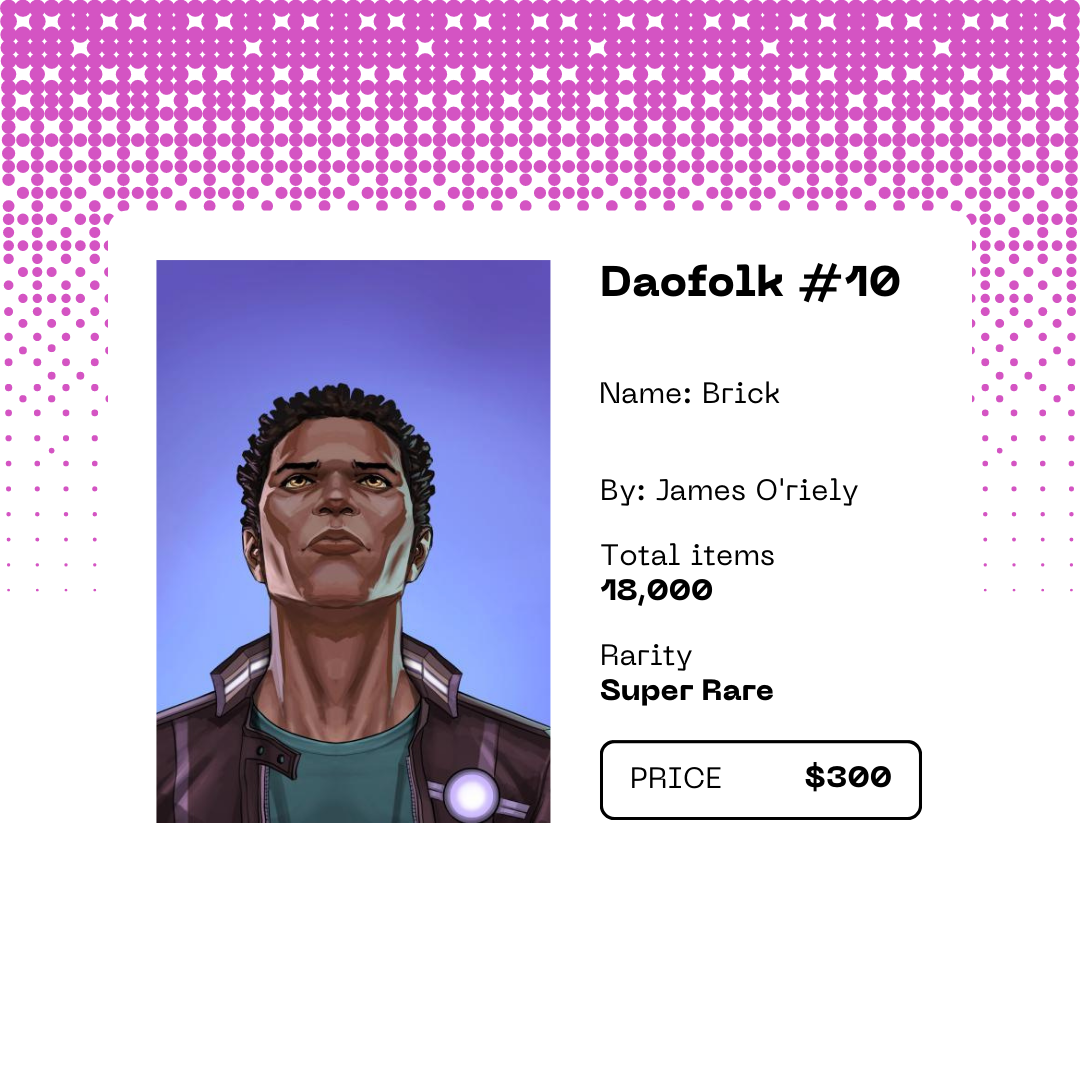 Daofolk #10
Name: Brick
By: James O'riely
Total items
18,000
Rarity
Super Rare
PRICE $300